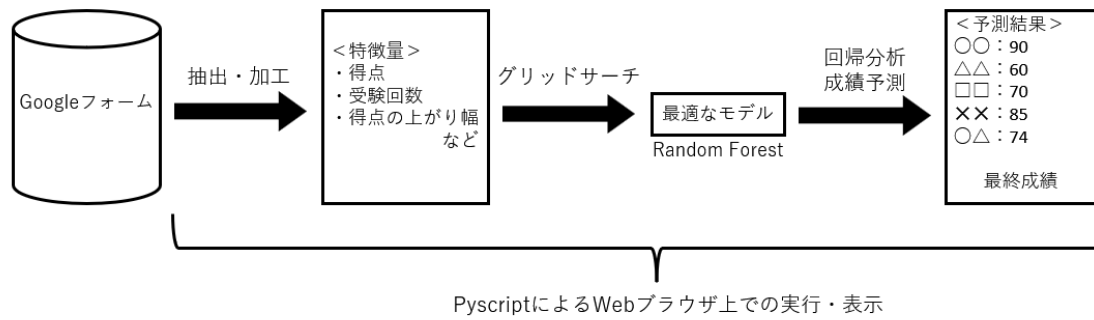 Googleフォーム
抽出・加工
<特徴量>
・得点
・受験回数
・得点の上がり幅
など
グリッドサーチ
最適なモデル
Random Forest
回帰分析
成績予測
<予測結果>
○○：90
△△：60
□□：70
××：85
○△：74
最終成績
PyscriptによるWebブラウザ上での実行・表示